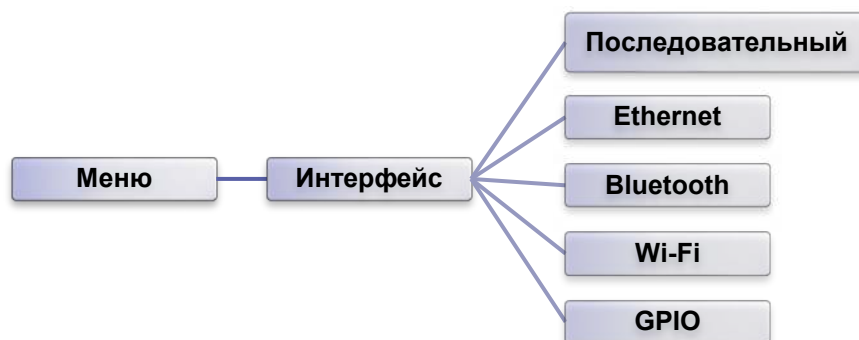 Меню
Интерфейс
Последовательный
Ethernet
Bluetooth
Wi-Fi
GPIO